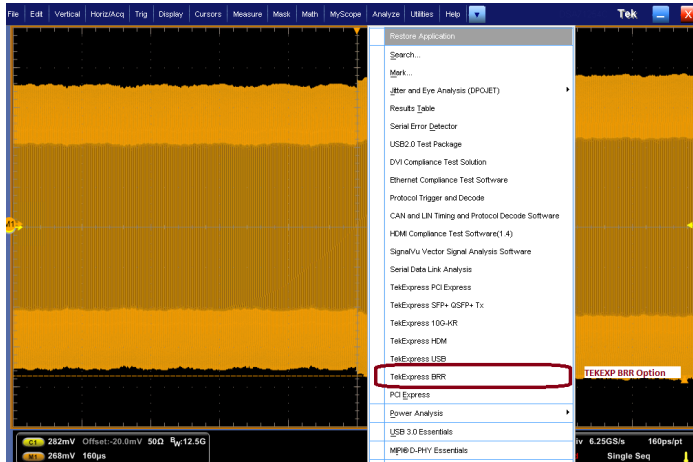 File Edit Vertical Horiz/Acq Trig Display Cursors Measure Mask Math MyScope Analyze Utilities Help Tek X
Restore Application
Search...
Mark...
Jitter and Eye Analysis (DPOJET)
Results Table
Serial Error Detector
USB2.0 Test Package
DVI Compliance Test Solution
Ethernet Compliance Test Software
Protocol Trigger and Decode
CAN and LIN Timing and Protocol Decode Software
HDMI Compliance Test Software(1.4)
SignalVu Vector Signal Analysis Software
Serial Data Link Analysis
TekExpress PCI Express
TekExpress SFP+ QSFP+ Tx
TekExpress 10G-KR
TekExpress HDM
TekExpress USB
TekExpress BRR
TEKEXP BRR Option
PCI Express
Power Analysis
USB 3.0 Essentials
MIPI® D-PHY Essentials
M1
C1 282mV Offset:-20.0mV 50Ω BW:12.5G
iv 6.25GS/s 160ps/pt
M1 268mV 160µs
Single Seq